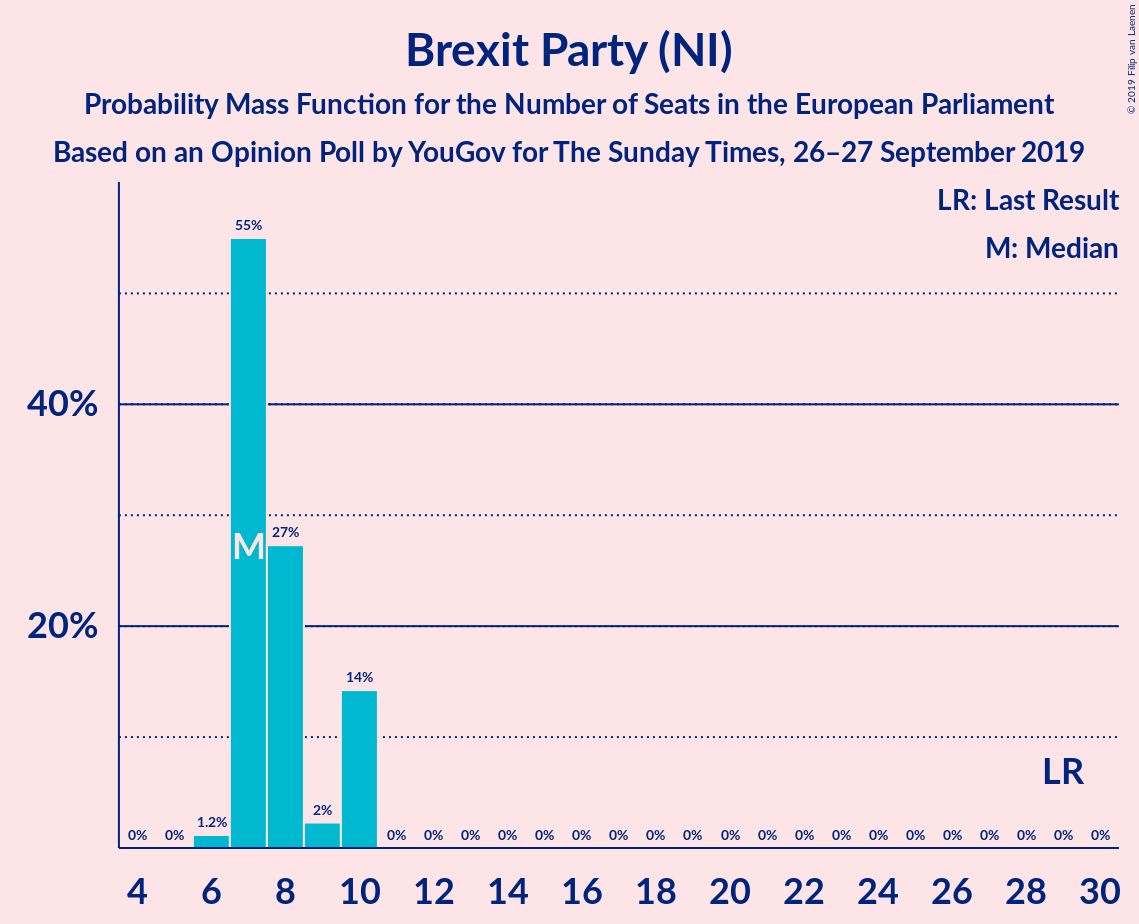 Brexit Party (NI)
Probability Mass Function for the Number of Seats in the European Parliament
Based on an Opinion Poll by YouGov for The Sunday Times, 26–27 September 2019
© 2019 Filip van Laenen
LR: Last Result
M: Median
55%
40%
M
27%
20%
14%
LR
0% 0% 1.2% 2% 0% 0% 0% 0% 0% 0% 0% 0% 0% 0% 0% 0% 0% 0% 0% 0% 0% 0% 0% 0%
4 6 8 10 12 14 16 18 20 22 24 26 28 30